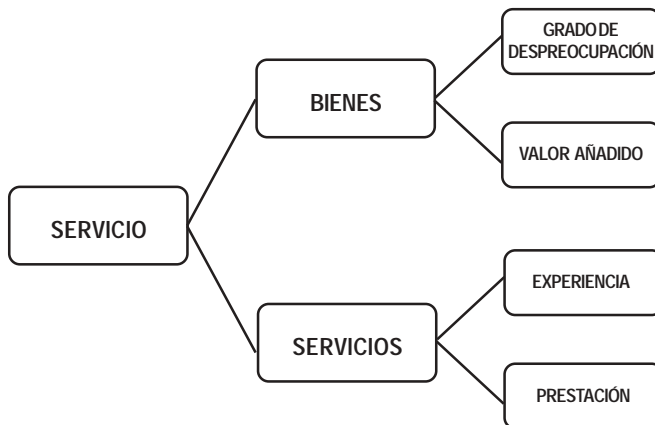 GRADO DE
DESPREOCUPACIÓN
BIENES
VALOR AÑADIDO
SERVICIO
EXPERIENCIA
SERVICIOS
PRESTACIÓN